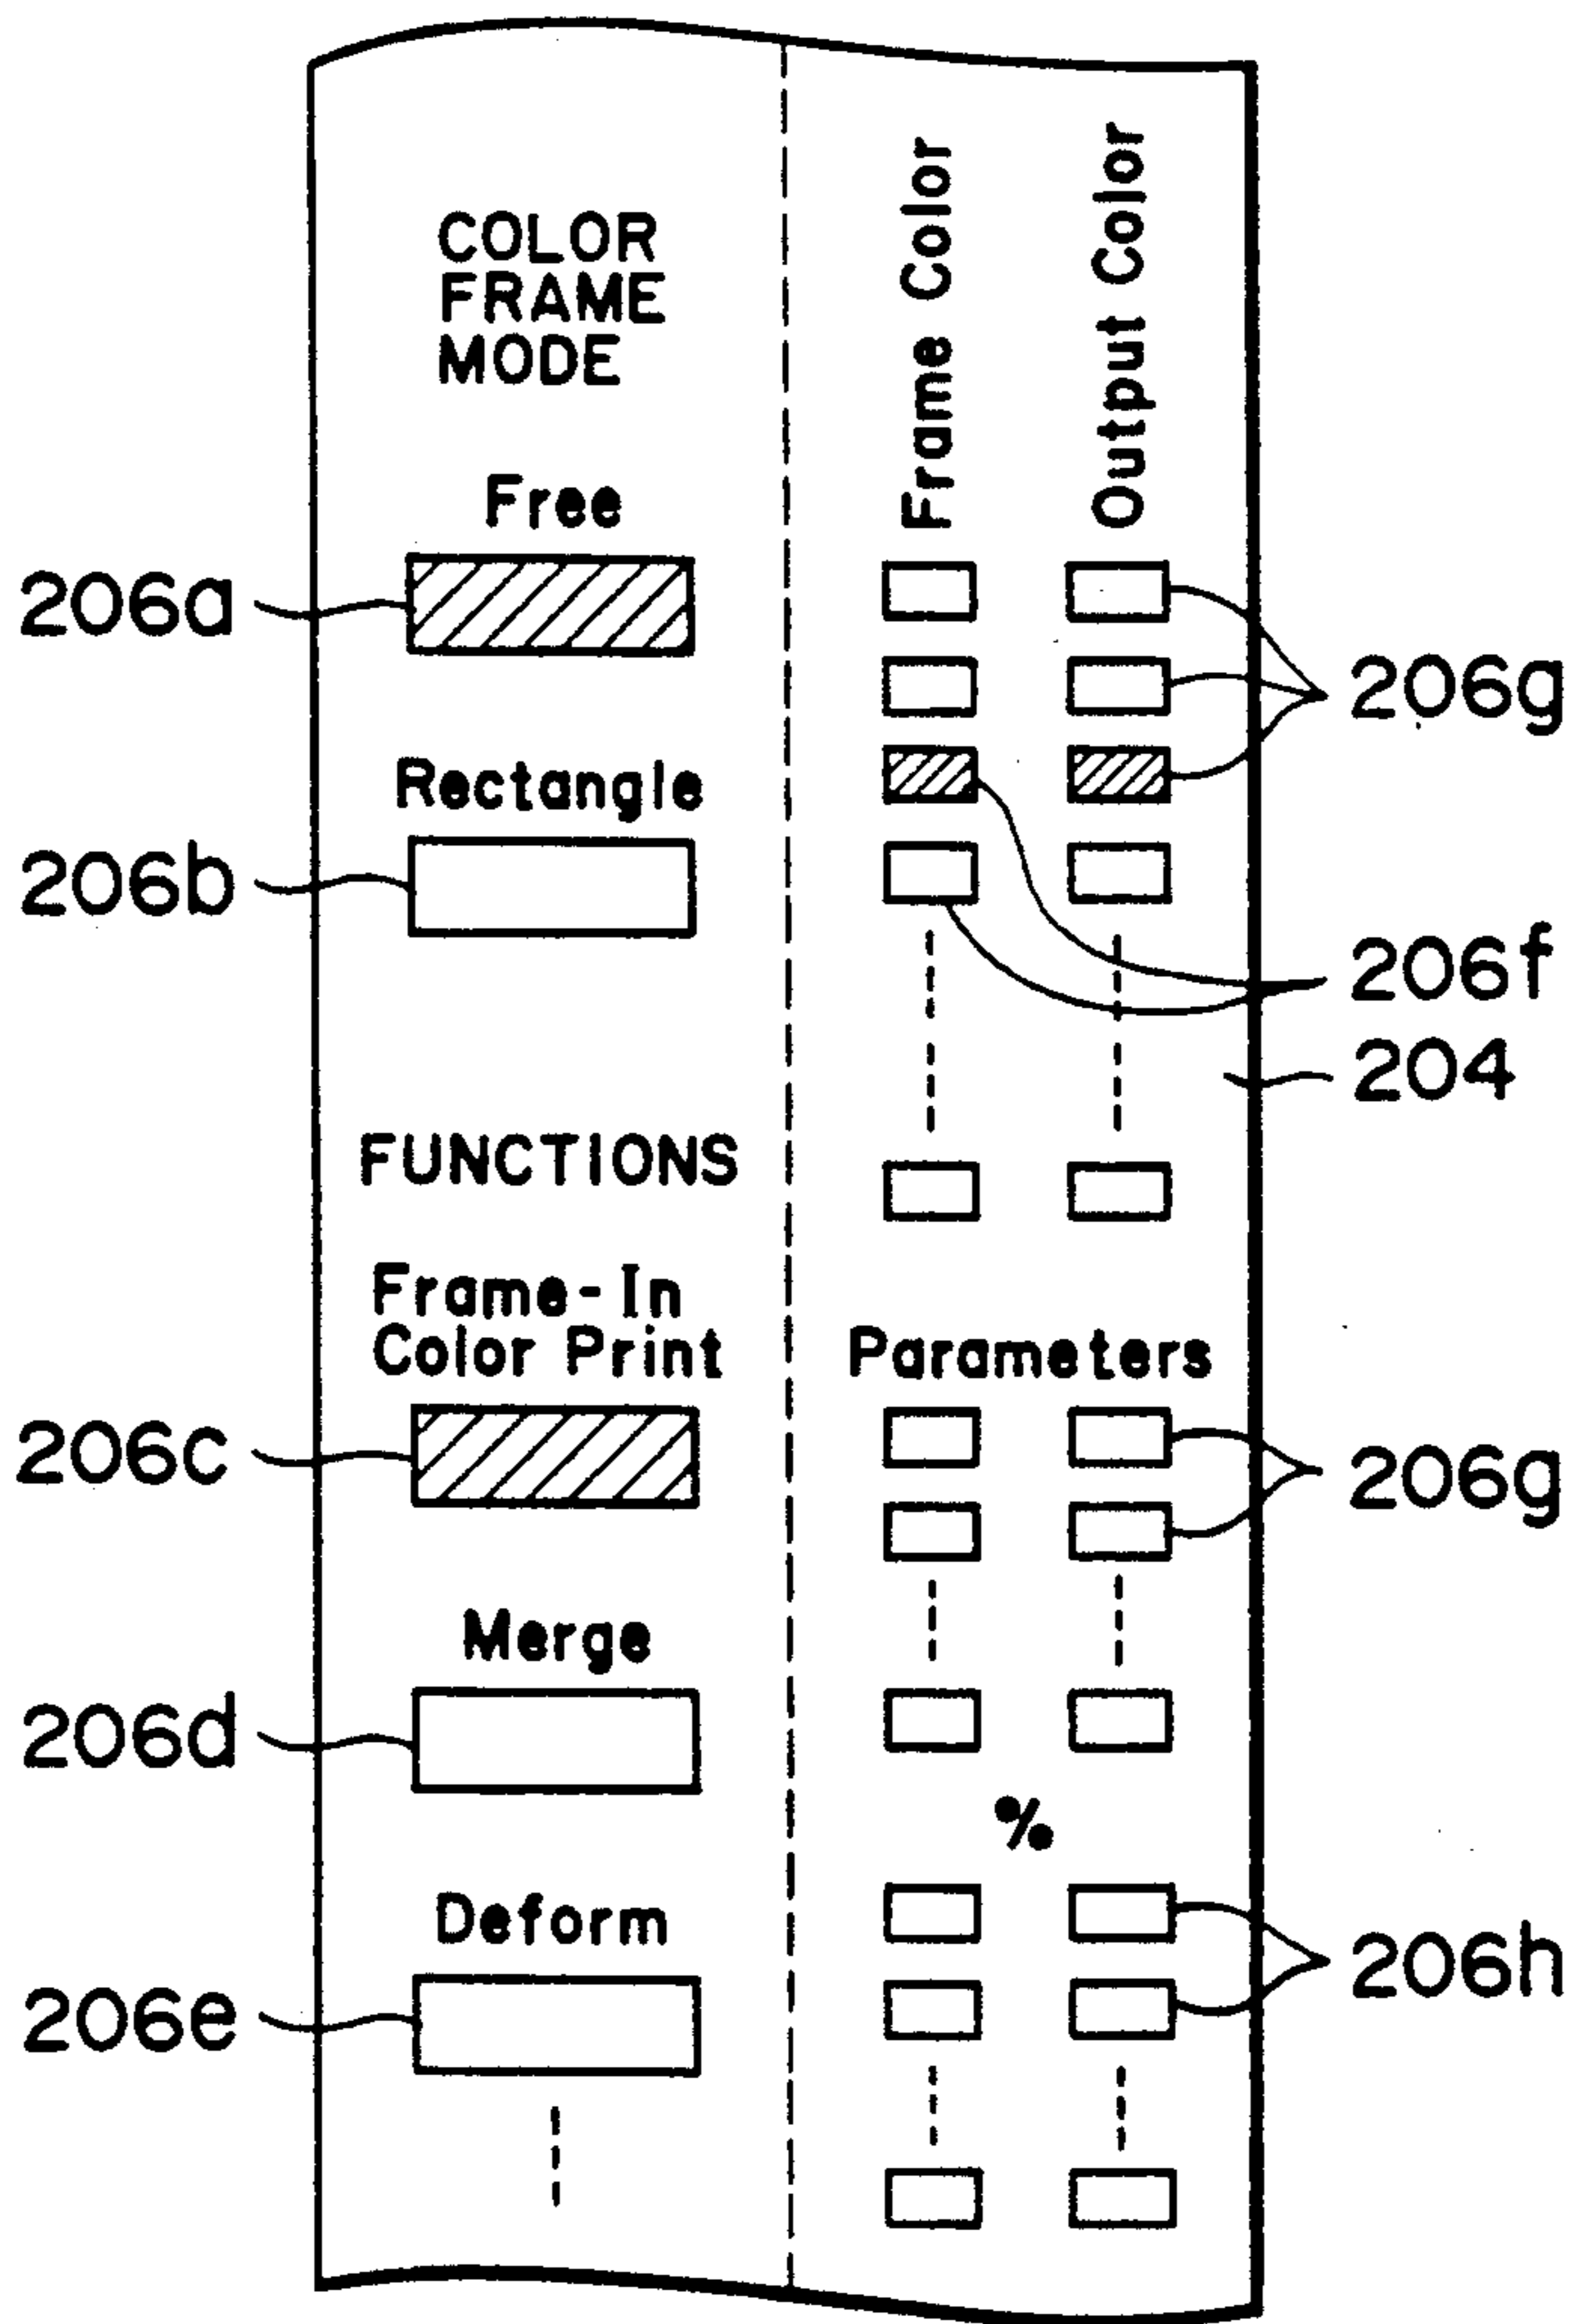 COLOR
FRAME
MODE
Free
206a
Rectangle
206b
FUNCTIONS
Frame-In
Color Print
206c
Merge
206d
Deform
206e
Frame Color
Output Color
206g
206f
204
Parameters
206g
%
206h